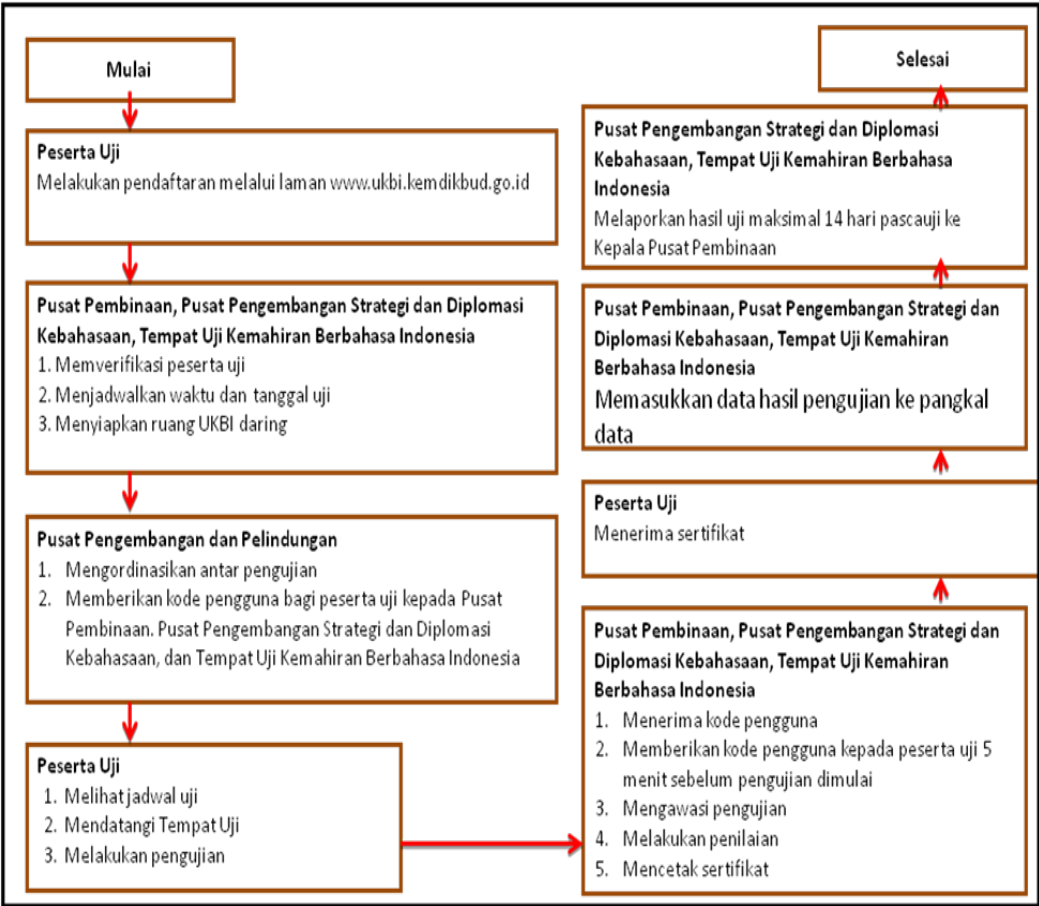 Mulai
Peserta Uji
Melakukan pendaftaran melalui laman www.ukbi.kemdikbud.go.id
Pusat Pembinaan, Pusat Pengembangan Strategi dan Diplomasi
Kebahasaan, Tempat Uji Kemahiran Berbahasa Indonesia
1. Memverifikasi peserta uji
2. Menjadwalkan waktu dan tanggal uji
3. Menyiapkan ruang UKBI daring
Pusat Pengembangan dan Pelindungan
1. Mengordinasikan antar pengujian
2. Memberikan kode pengguna bagi peserta uji kepada Pusat
Pembinaan. Pusat Pengembangan Strategi dan Diplomasi
Kebahasaan, dan Tempat Uji Kemahiran Berbahasa Indonesia
Peserta Uji
1. Melihat jadwal uji
2. Mendatangi Tempat Uji
3. Melakukan pengujian
Pusat Pembinaan, Pusat Pengembangan Strategi dan
Diplomasi Kebahasaan, Tempat Uji Kemahiran
Berbahasa Indonesia
1. Menerima kode pengguna
2. Memberikan kode pengguna kepada peserta uji 5
menit sebelum pengujian dimulai
3. Mengawasi pengujian
4. Melakukan penilaian
5. Mencetak sertifikat
Peserta Uji
Menerima sertifikat
Pusat Pembinaan, Pusat Pengembangan Strategi dan
Diplomasi Kebahasaan, Tempat Uji Kemahiran
Berbahasa Indonesia
Memasukkan data hasil pengujian ke pangkal
data
Pusat Pengembangan Strategi dan Diplomasi
Kebahasaan, Tempat Uji Kemahiran Berbahasa
Indonesia
Melaporkan hasil uji maksimal 14 hari pascauji ke
Kepala Pusat Pembinaan
Selesai